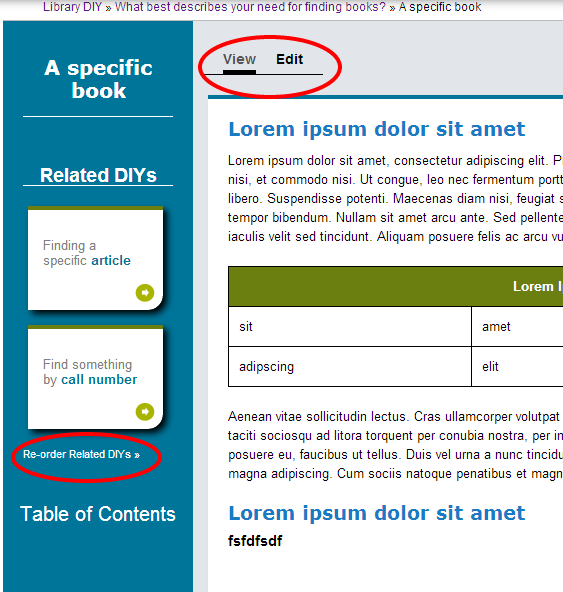 Library DIY » What best describes your need for finding books? » A specific book
View Edit
A specific
book
Related DIYs
Finding a
specific article
Find something
by call number
Re-order Related DIYs »
Table of Contents
Lorem ipsum dolor sit amet
Lorem ipsum dolor sit amet, consectetur adipiscing elit.
nisi, et commodo nisi. Ut congue, leo nec fermentum
libero. Suspendisse potenti. Maecenas diam nisi, feugiat
tempor bibendum. Nullam sit amet arcu ante. Sed
iaculis velit sed tincidunt. Aliquam posuere felis ac arcu
Lorem
sit amet
adipscing elit
Aenean vitae sollicitudin lectus. Cras ullamcorper volutpat
taciti sociosqu ad litora torquent per conubia nostra, per
posuere eu, faucibus ut tellus. Duis vel urna a nunc
magna adipiscing. Cum sociis natoque penatibus et
Lorem ipsum dolor sit amet
fsfdfsdf